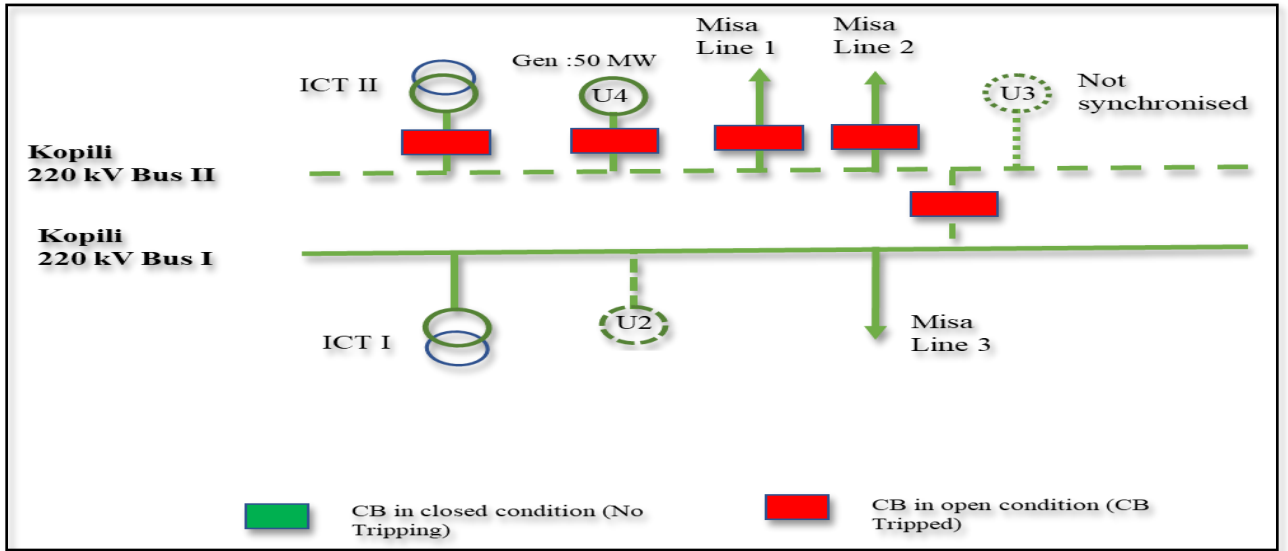 Misa
Line 1
Misa
Line 2
Gen :50 MW
ICT II
U4
U3
Not
synchronised
Kopili
220 kV Bus II
Kopili
220 kV Bus I
U2
ICT I
Misa
Line 3
CB in closed condition (No
Tripping)
CB in open condition (CB
Tripped)